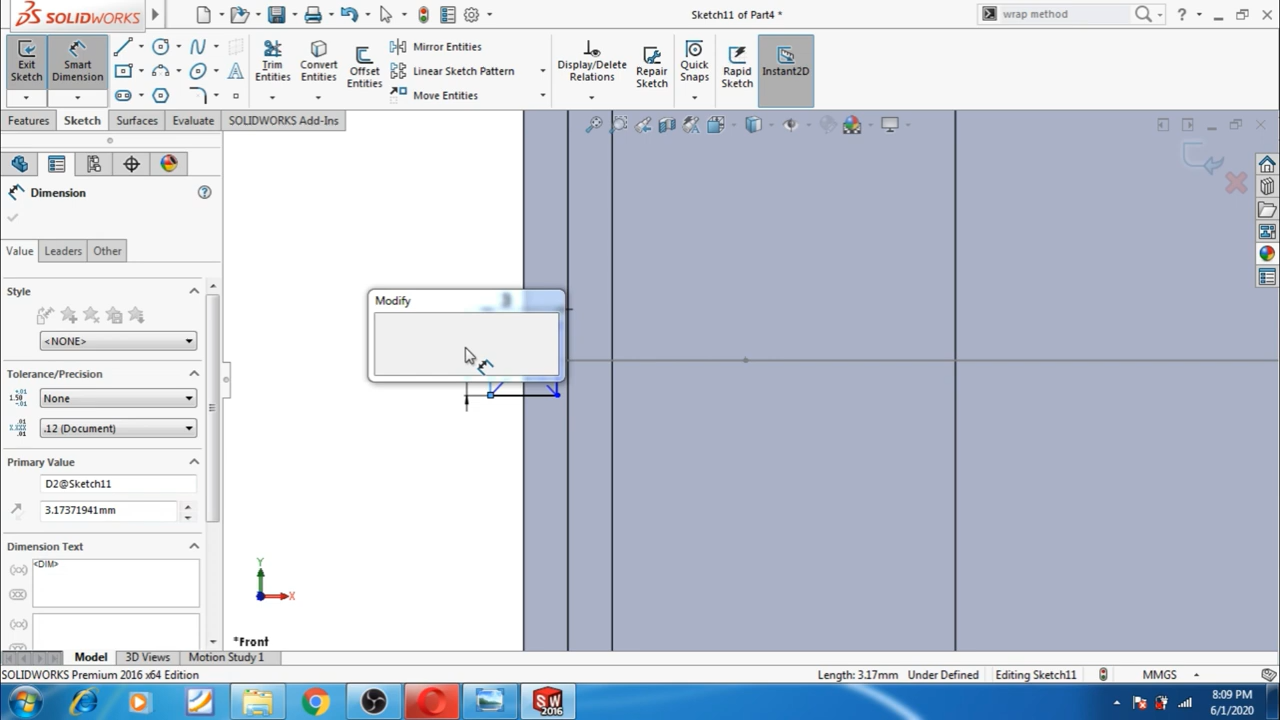 SOLIDWORKS
Sketch11 of Part4 *
wrap method
Exit Sketch
Smart Dimension
Trim Entities
Convert Entities
Offset Entities
Mirror Entities
Linear Sketch Pattern
Move Entities
Display/Delete Relations
Repair Sketch
Quick Snaps
Rapid Sketch
Instant2D
Features
Sketch
Surfaces
Evaluate
SOLIDWORKS Add-Ins
Dimension
Value
Leaders
Other
Style
<NONE>
Tolerance/Precision
None
.12 (Document)
Primary Value
D2@Sketch11
3.17371941mm
Dimension Text
<DIM>
Modify
3
Y
X
*Front
Model
3D Views
Motion Study 1
SOLIDWORKS Premium 2016 x64 Edition
Length: 3.17mm
Under Defined
Editing Sketch11
MMGS
SW
2016
8:09 PM
6/1/2020